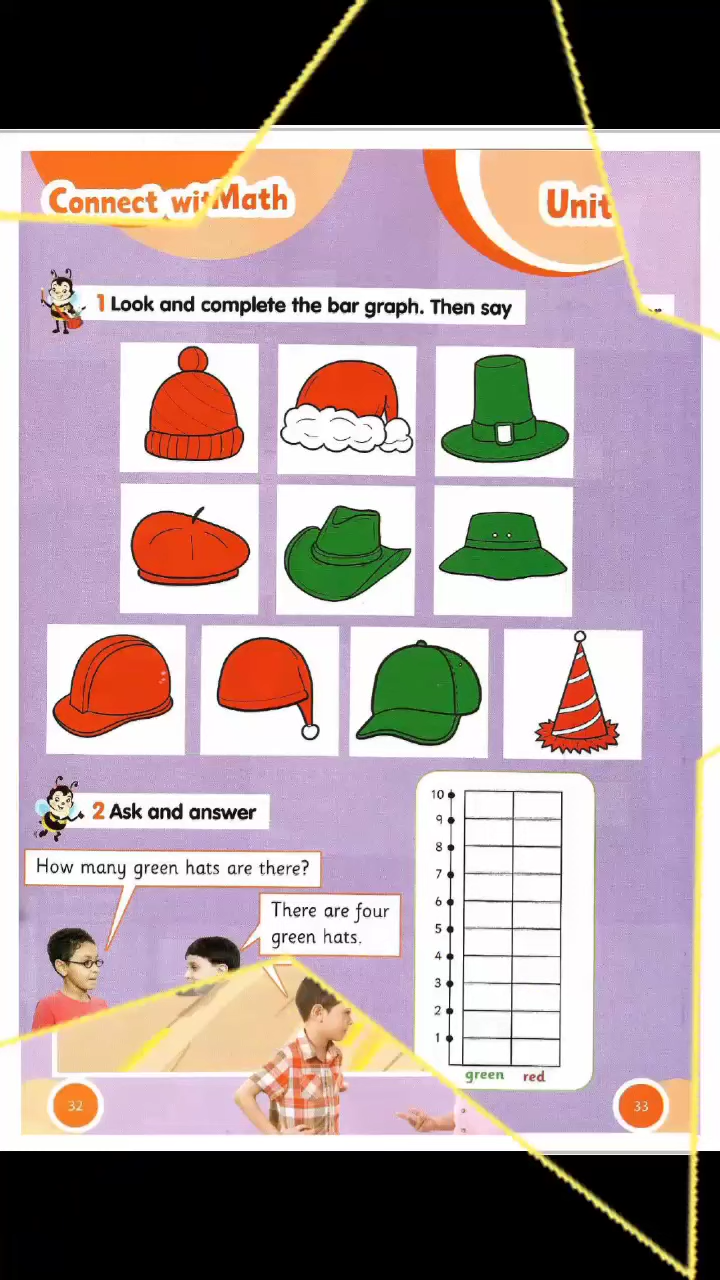 Connect wit Math
Unit
1 Look and complete the bar graph. Then say
2 Ask and answer
How many green hats are there?
There are four
green hats.
10
9
8
7
6
5
4
3
2
1
green red
32
33